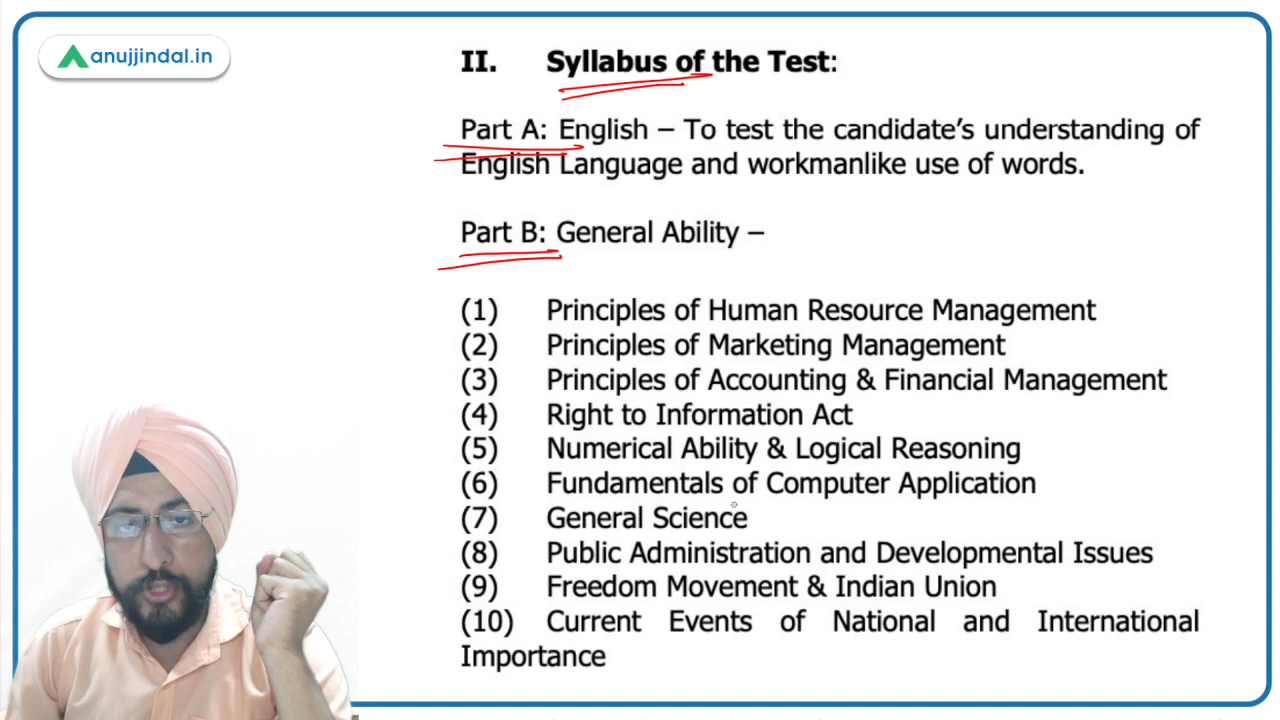 anujjindal.in
II. Syllabus of the Test:
Part A: English – To test the candidate's understanding of
English Language and workmanlike use of words.
Part B: General Ability –
(1) Principles of Human Resource Management
(2) Principles of Marketing Management
(3) Principles of Accounting & Financial Management
(4) Right to Information Act
(5) Numerical Ability & Logical Reasoning
(6) Fundamentals of Computer Application
(7) General Science
(8) Public Administration and Developmental Issues
(9) Freedom Movement & Indian Union
(10) Current Events of National and International
Importance